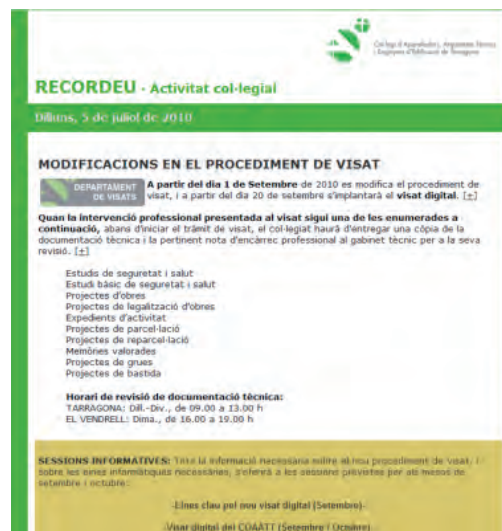 Col·legi d'Aparelladors, Arquitectes Tècnics
i Enginyers d'Edificació de Tarragona
RECORDEU - Activitat col·legial
Dilluns, 5 de juliol de 2010
MODIFICACIONS EN EL PROCEDIMENT DE VISAT
DEPARTAMENT
DE VISATS
A partir del dia 1 de Setembre de 2010 es modifica el procediment de
visat, i a partir del dia 20 de setembre s'implantarà el visat digital. [+]
Quan la intervenció professional presentada al visat sigui una de les enumerades a
continuació, abans d'iniciar el tràmit de visat, el col·legiat haurà d'entregar una còpia de la
documentació tècnica i la pertinent nota d'encàrrec professional al gabinet tècnic per a la seva
revisió. [+]
Estudis de seguretat i salut
Estudi bàsic de seguretat i salut
Projectes d'obres
Projectes de legalització d'obres
Expedients d'activitat
Projectes de parcel·lació
Projectes de reparcel·lació
Memòries valorades
Projectes de grues
Projectes de bastida
Horari de revisió de documentació tècnica:
TARRAGONA: Dill.-Div., de 09.00 a 13.00 h
EL VENDRELL: Dima., de 16.00 a 19.00 h
SESSIONS INFORMATIVES: Tota la informació necessària sobre el nou procediment de visat, i
sobre les eines informàtiques necessàries, s'oferirà a les sessions previstes per als mesos de
setembre i octubre:
-Eines clau pel nou visat digital (Setembre)-
-Visar digital del COAATT (Setembre i Octubre)-